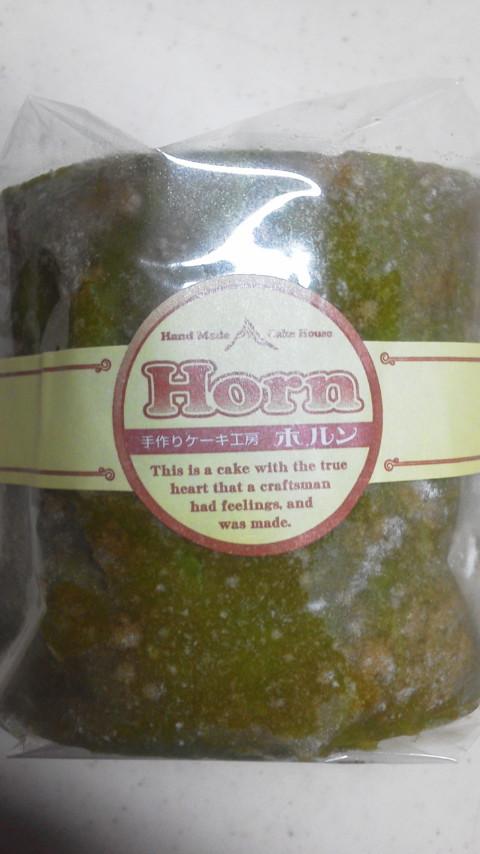 Hand Made Cake House
Horn
手作りケーキ工房 ホルン
This is a cake with the true
heart that a craftsman
had feelings, and
was made.